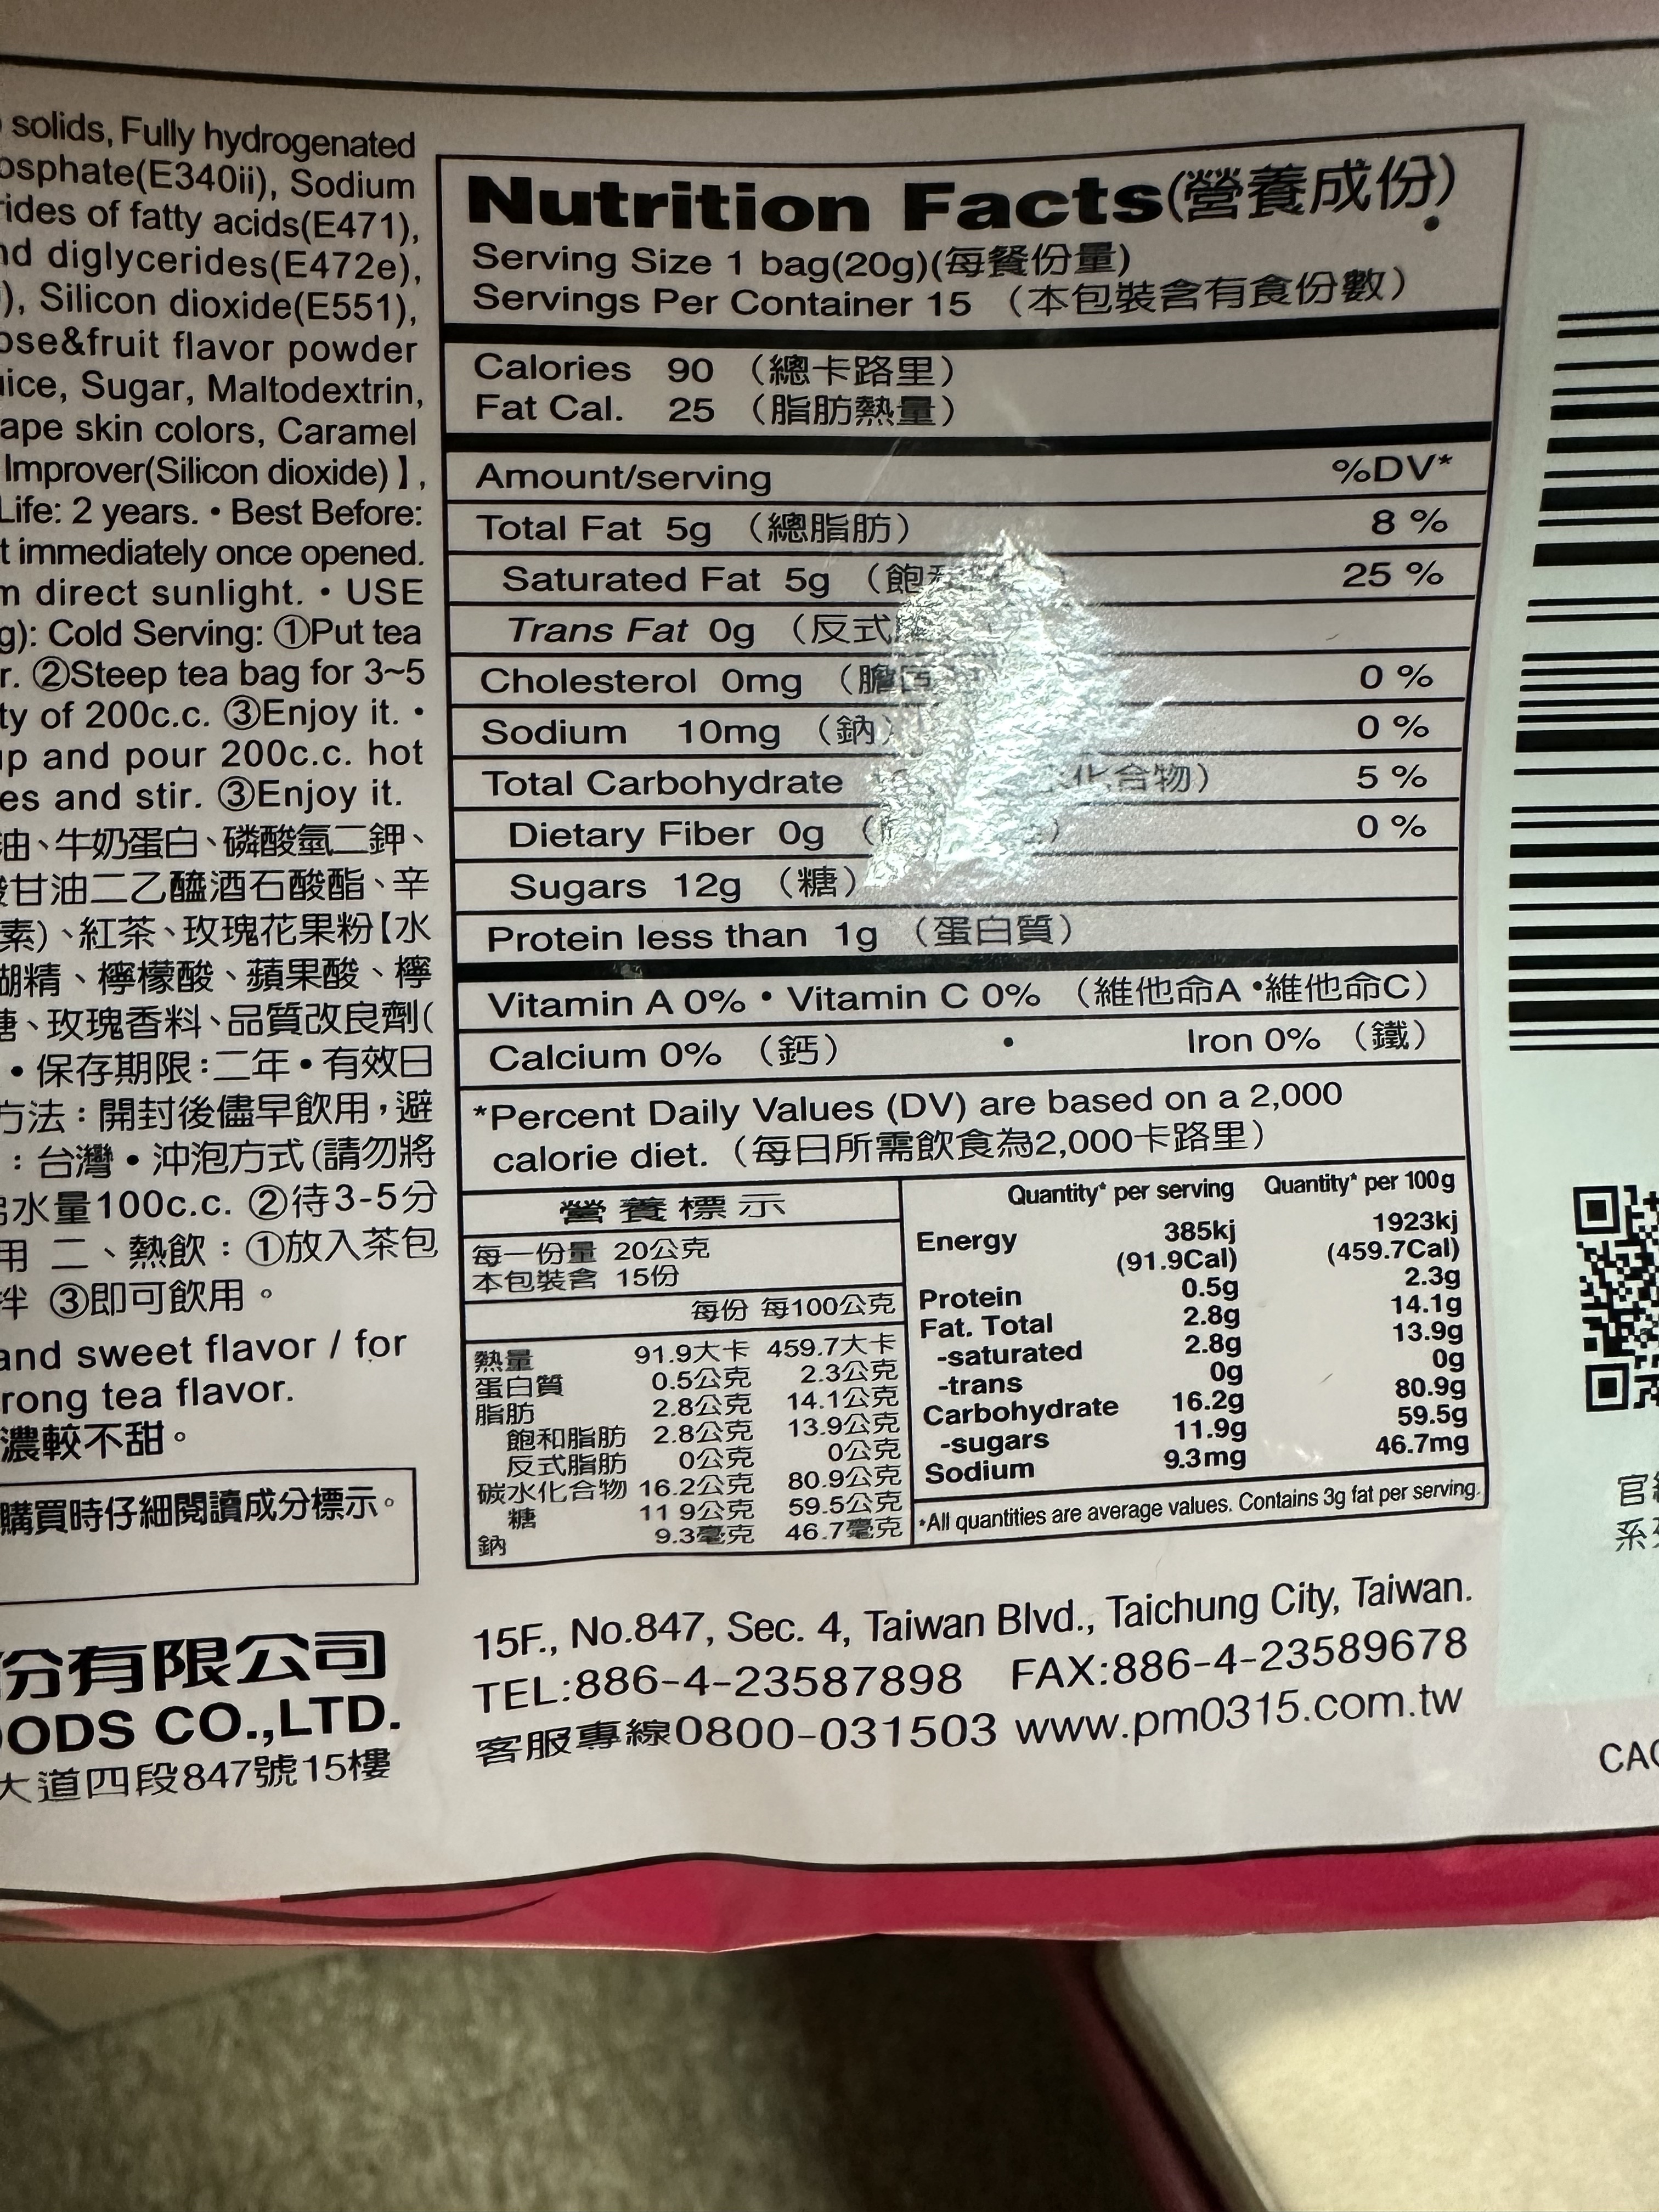 solids, Fully hydrogenated
osphate(E340ii), Sodium
rides of fatty acids(E471),
nd diglycerides(E472e),
), Silicon dioxide(E551),
ose&fruit flavor powder
uice, Sugar, Maltodextrin,
ape skin colors, Caramel
Improver(Silicon dioxide)】,
Life: 2 years. • Best Before:
t immediately once opened.
m direct sunlight. • USE
g): Cold Serving: ①Put tea
r. ②Steep tea bag for 3~5
ty of 200c.c. ③Enjoy it. •
up and pour 200c.c. hot
es and stir. ③Enjoy it.
油、牛奶蛋白、磷酸氫二鉀、
酸甘油二乙醯酒石酸酯、辛
素)、紅茶、玫瑰花果粉【水
糊精、檸檬酸、蘋果酸、檸
糖、玫瑰香料、品質改良劑(
• 保存期限:二年 • 有效日
方法:開封後儘早飲用,避
:台灣 • 沖泡方式(請勿將
水量100c.c. ②待3-5分
用 二、熱飲:①放入茶包
拌 ③即可飲用。
and sweet flavor / for
rong tea flavor.
濃較不甜。
購買時仔細閱讀成分標示。
份有限公司
OODS CO.,LTD.
大道四段847號15樓
Nutrition Facts(營養成份)
Serving Size 1 bag(20g)(每餐份量)
Servings Per Container 15 (本包裝含有食份數)
Calories 90 (總卡路里)
Fat Cal. 25 (脂肪熱量)
Amount/serving %DV*
Total Fat 5g (總脂肪) 8 %
Saturated Fat 5g (飽 25 %
Trans Fat 0g (反式
Cholesterol 0mg (膽 0 %
Sodium 10mg (鈉) 0 %
Total Carbohydrate 化合物) 5 %
Dietary Fiber 0g 0 %
Sugars 12g (糖)
Protein less than 1g (蛋白質)
Vitamin A 0% • Vitamin C 0% (維他命A •維他命C)
Calcium 0% (鈣) • Iron 0% (鐵)
*Percent Daily Values (DV) are based on a 2,000
calorie diet. (每日所需飲食為2,000卡路里)
營養標示
每一份量 20公克
本包裝含 15份
每份 每100公克
熱量 91.9大卡 459.7大卡
蛋白質 0.5公克 2.3公克
脂肪 2.8公克 14.1公克
飽和脂肪 2.8公克 13.9公克
反式脂肪 0公克 0公克
碳水化合物 16.2公克 80.9公克
糖 11.9公克 59.5公克
鈉 9.3毫克 46.7毫克
Quantity* per serving Quantity* per 100g
Energy 385kj 1923kj
(91.9Cal) (459.7Cal)
Protein 0.5g 2.3g
Fat. Total 2.8g 14.1g
-saturated 2.8g 13.9g
-trans 0g 0g
Carbohydrate 16.2g 80.9g
-sugars 11.9g 59.5g
Sodium 9.3mg 46.7mg
*All quantities are average values. Contains 3g fat per serving.
15F., No.847, Sec. 4, Taiwan Blvd., Taichung City, Taiwan.
TEL:886-4-23587898 FAX:886-4-23589678
客服專線0800-031503 www.pm0315.com.tw
官
系
CAC